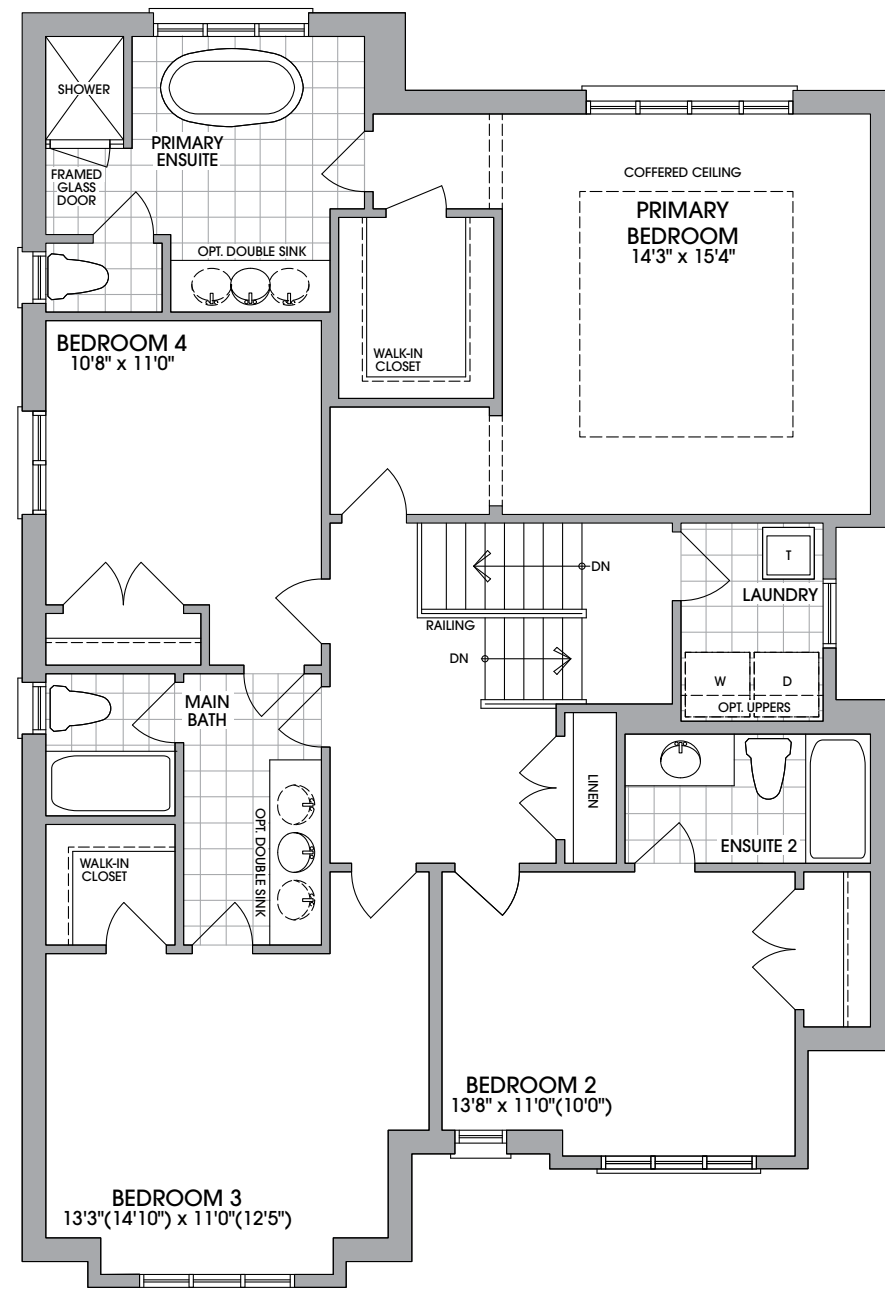 SHOWER
PRIMARY
ENSUITE
FRAMED
GLASS
DOOR
OPT. DOUBLE SINK
COFFERED CEILING
PRIMARY
BEDROOM
14'3" x 15'4"
WALK-IN
CLOSET
BEDROOM 4
10'8" x 11'0"
DN
RAILING
DN
T
LAUNDRY
W
D
OPT. UPPERS
MAIN
BATH
OPT. DOUBLE SINK
WALK-IN
CLOSET
LINEN
ENSUITE 2
BEDROOM 2
13'8" x 11'0"(10'0")
BEDROOM 3
13'3"(14'10") x 11'0"(12'5")